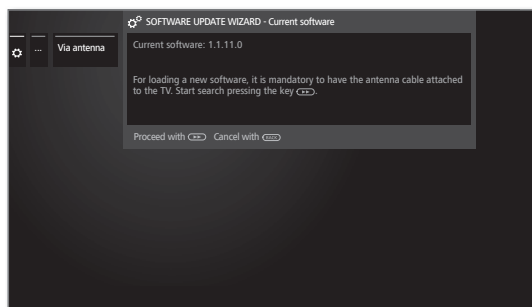 SOFTWARE UPDATE WIZARD - Current software
... Via antenna
Current software: 1.1.11.0
For loading a new software, it is mandatory to have the antenna cable attached
to the TV. Start search pressing the key ▶▶.
Proceed with ▶▶ Cancel with BACK